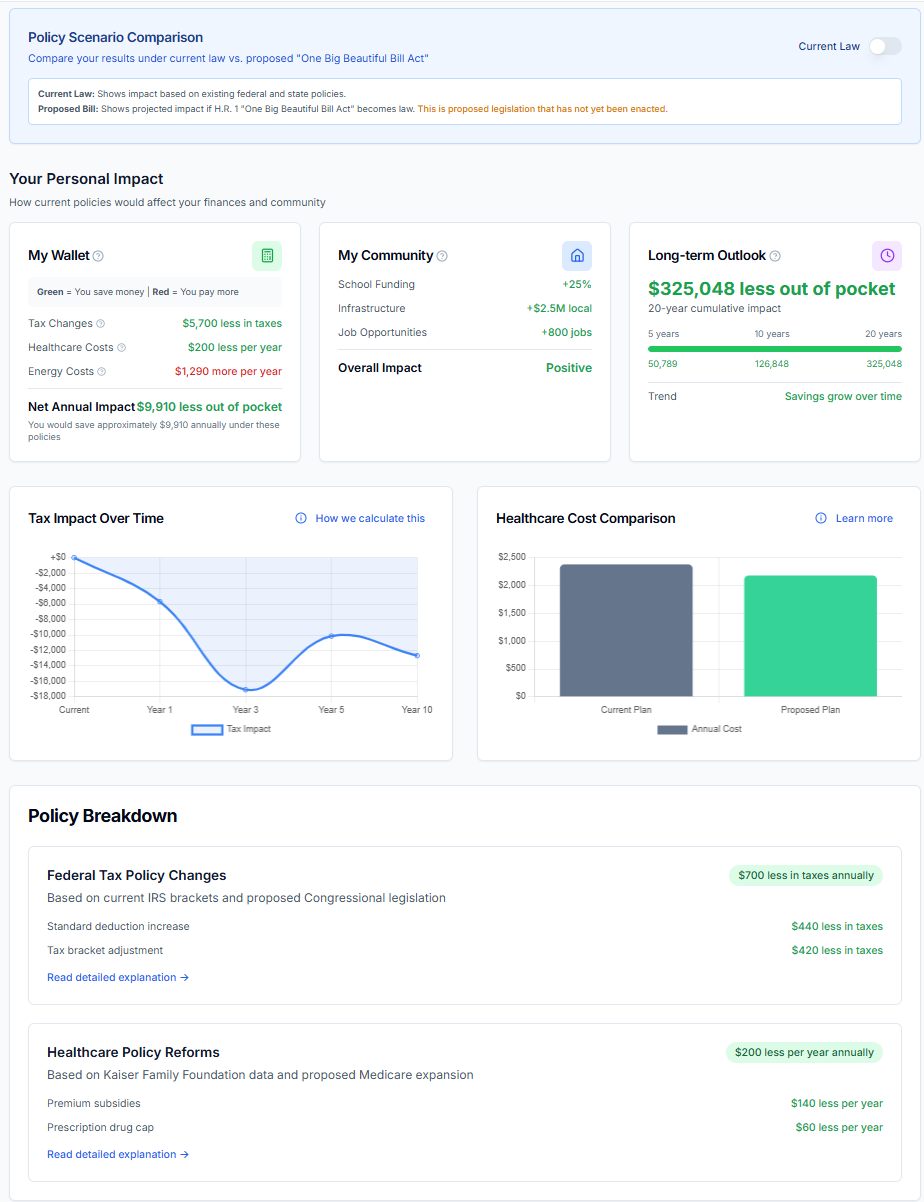 Policy Scenario Comparison
Compare your results under current law vs. proposed "One Big Beautiful Bill Act"
Current Law
Current Law: Shows impact based on existing federal and state policies.
Proposed Bill: Shows projected impact if H.R. 1 "One Big Beautiful Bill Act" becomes law. This is proposed legislation that has not yet been enacted.
Your Personal Impact
How current policies would affect your finances and community
My Wallet
Green = You save money | Red = You pay more
Tax Changes $5,700 less in taxes
Healthcare Costs $200 less per year
Energy Costs $1,290 more per year
Net Annual Impact $9,910 less out of pocket
You would save approximately $9,910 annually under these
policies
My Community
School Funding +25%
Infrastructure +$2.5M local
Job Opportunities +800 jobs
Overall Impact Positive
Long-term Outlook
$325,048 less out of pocket
20-year cumulative impact
5 years 10 years 20 years
50,789 126,848 325,048
Trend Savings grow over time
Tax Impact Over Time
How we calculate this
+$0
-$2,000
-$4,000
-$6,000
-$8,000
-$10,000
-$12,000
-$14,000
-$16,000
-$18,000
Current Year 1 Year 3 Year 5 Year 10
Tax Impact
Healthcare Cost Comparison
Learn more
$2,500
$2,000
$1,500
$1,000
$500
$0
Current Plan Proposed Plan
Annual Cost
Policy Breakdown
Federal Tax Policy Changes
$700 less in taxes annually
Based on current IRS brackets and proposed Congressional legislation
Standard deduction increase $440 less in taxes
Tax bracket adjustment $420 less in taxes
Read detailed explanation →
Healthcare Policy Reforms
$200 less per year annually
Based on Kaiser Family Foundation data and proposed Medicare expansion
Premium subsidies $140 less per year
Prescription drug cap $60 less per year
Read detailed explanation →